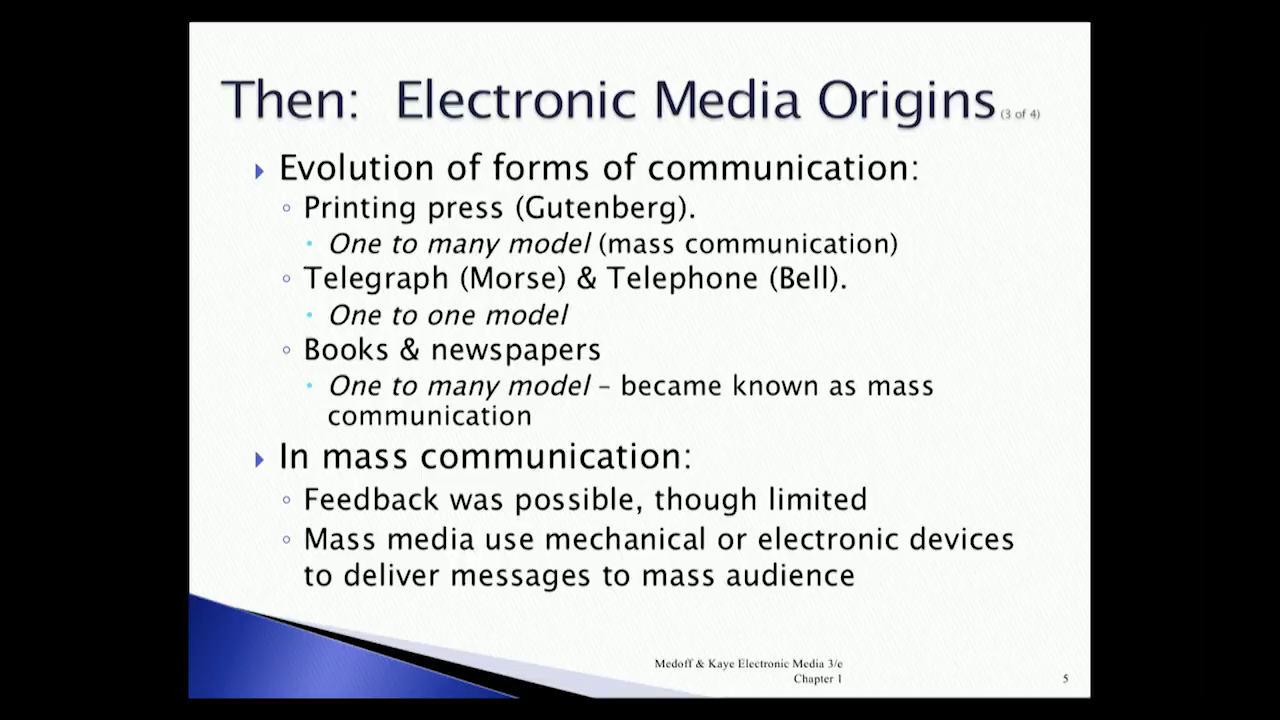 Then: Electronic Media Origins (3 of 4)
Evolution of forms of communication:
Printing press (Gutenberg).
One to many model (mass communication)
Telegraph (Morse) & Telephone (Bell).
One to one model
Books & newspapers
One to many model – became known as mass
communication
In mass communication:
Feedback was possible, though limited
Mass media use mechanical or electronic devices
to deliver messages to mass audience
Medoff & Kaye Electronic Media 3/e
Chapter 1
5